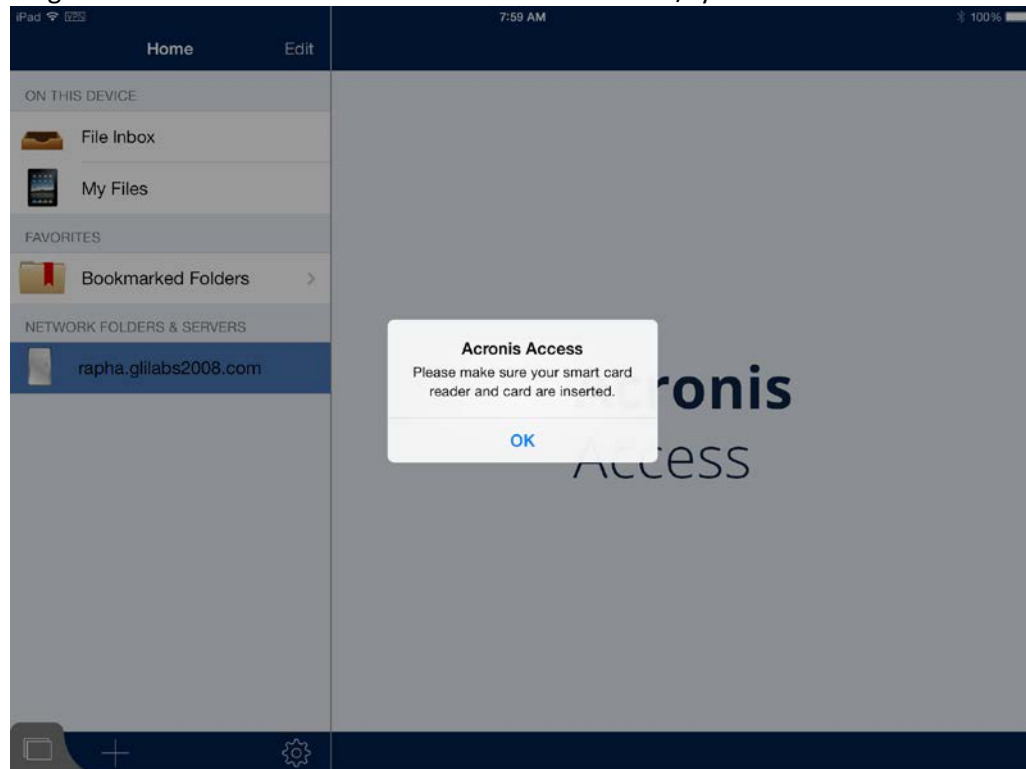 iPad VPN 7:59 AM 100%
Home Edit
ON THIS DEVICE
File Inbox
My Files
FAVORITES
Bookmarked Folders
NETWORK FOLDERS & SERVERS
rapha.glilabs2008.com
Acronis Access
Please make sure your smart card
reader and card are inserted.
OK
onis
Access